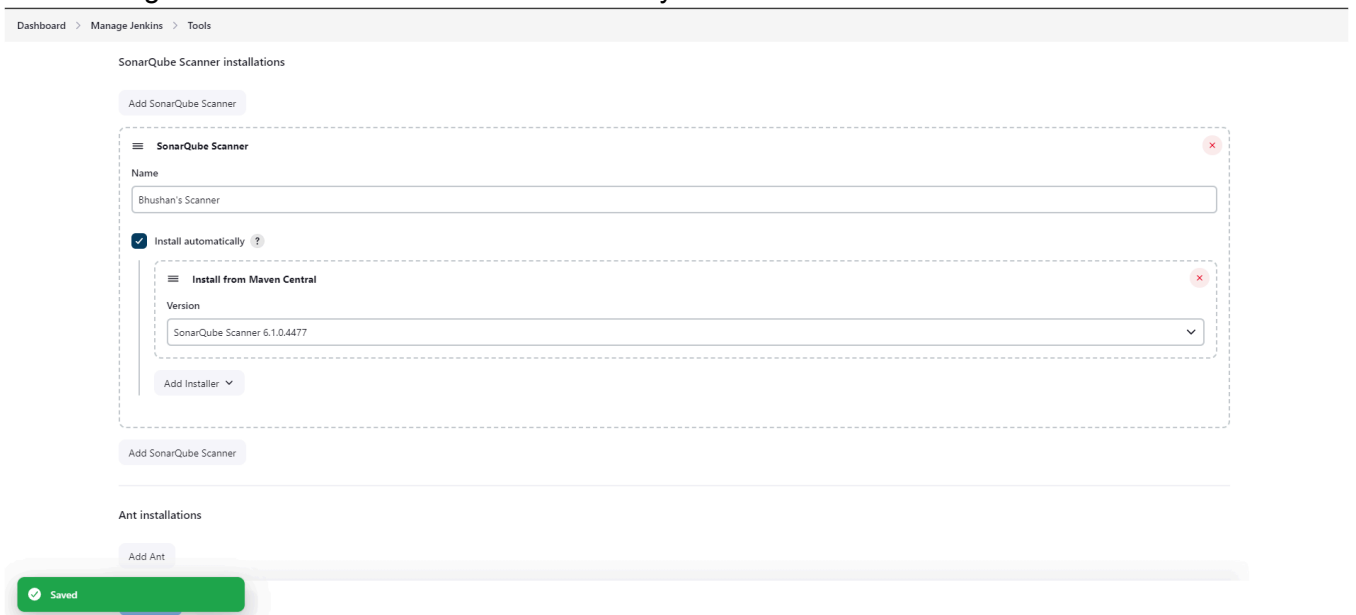 Dashboard > Manage Jenkins > Tools
SonarQube Scanner installations
Add SonarQube Scanner
SonarQube Scanner
Name
Bhushan's Scanner
Install automatically ?
Install from Maven Central
Version
SonarQube Scanner 6.1.0.4477
Add Installer
Add SonarQube Scanner
Ant installations
Add Ant
Saved